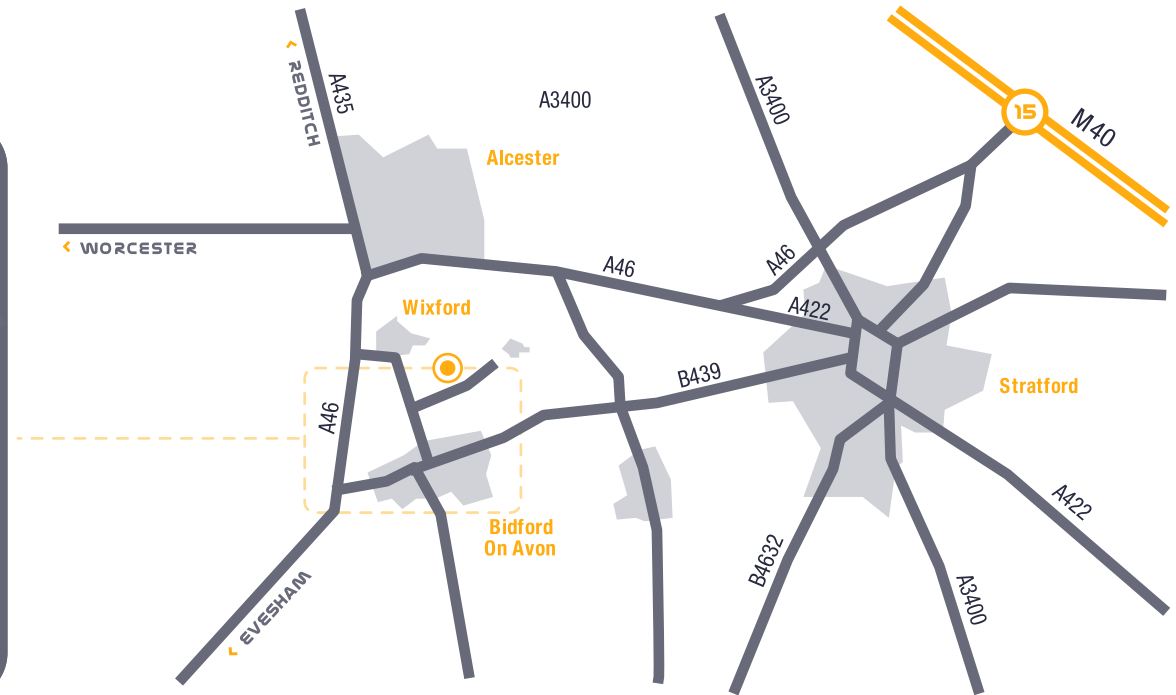 REDDITCH
A435
A3400
A3400
15
M40
Alcester
WORCESTER
A46
A46
A422
Wixford
B439
Stratford
A46
Bidford
On Avon
A422
B4632
A3400
EVESHAM